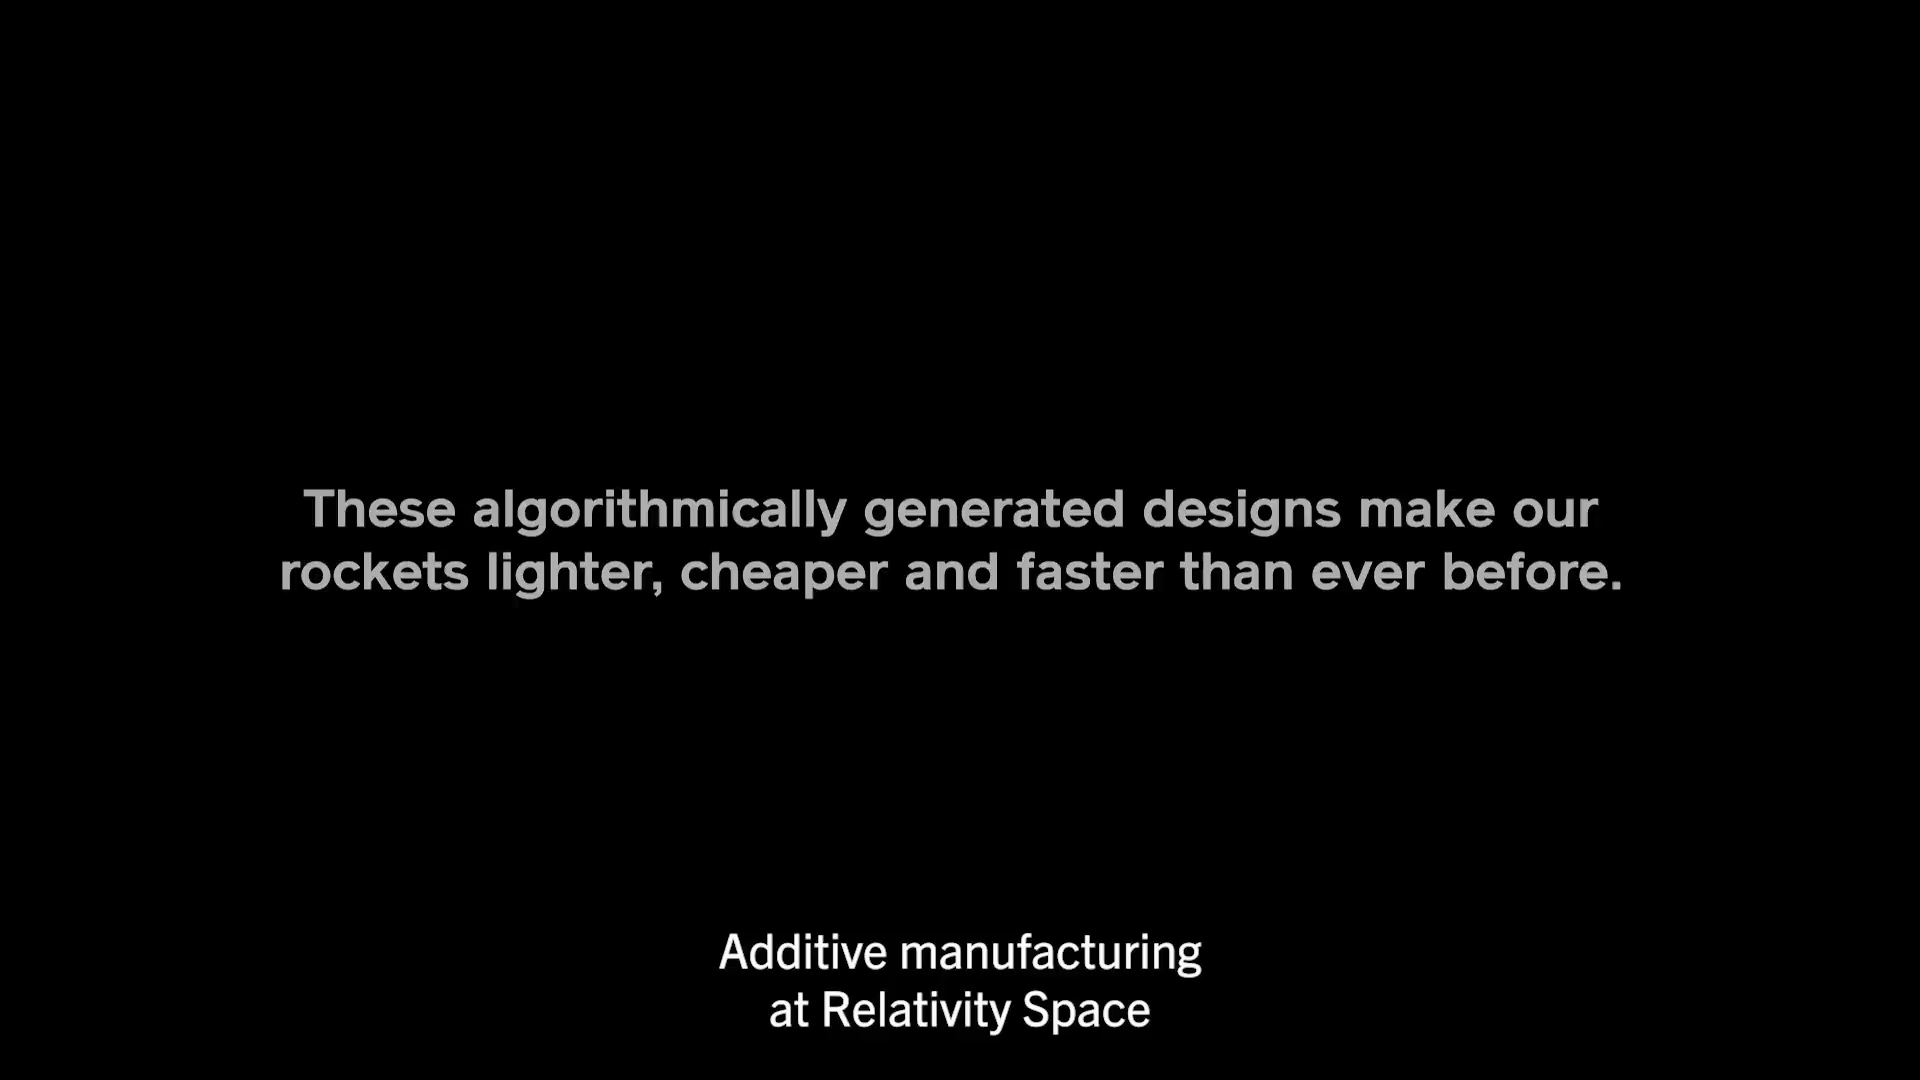 These algorithmically generated designs make our
rockets lighter, cheaper and faster than ever before.
Additive manufacturing
at Relativity Space